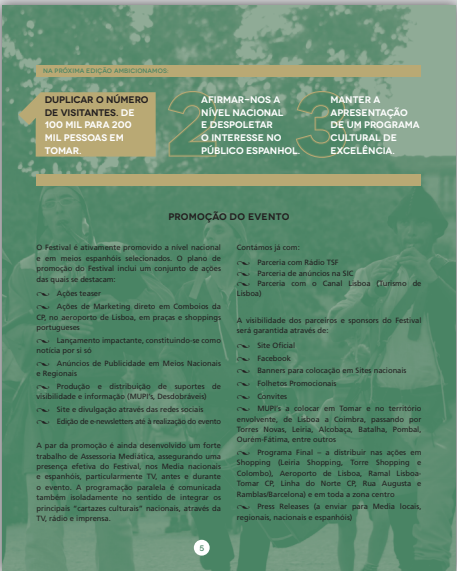 NA PRÓXIMA EDIÇÃO AMBICIONAMOS:
1
DUPLICAR O NÚMERO
DE VISITANTES. DE
100 MIL PARA 200
MIL PESSOAS EM
TOMAR.
2
AFIRMAR-NOS A
NÍVEL NACIONAL
E DESPOLETAR
O INTERESSE NO
PÚBLICO ESPANHOL.
3
MANTER A
APRESENTAÇÃO
DE UM PROGRAMA
CULTURAL DE
EXCELÊNCIA.
PROMOÇÃO DO EVENTO
O Festival é ativamente promovido a nível nacional
e em meios espanhóis selecionados. O plano de
promoção do Festival inclui um conjunto de ações
das quais se destacam:
Ações teaser
Ações de Marketing direto em Comboios da
CP, no aeroporto de Lisboa, em praças e shoppings
portugueses
Lançamento impactante, constituindo-se como
notícia por si só
Anúncios de Publicidade em Meios Nacionais
e Regionais
Produção e distribuição de suportes de
visibilidade e informação (MUPI's, Desdobráveis)
Site e divulgação através das redes sociais
Edição de e-newsletters até à realização do evento
A par da promoção é ainda desenvolvido um forte
trabalho de Assessoria Mediática, assegurando uma
presença efetiva do Festival, nos Media nacionais
e espanhóis, particularmente TV, antes e durante
o evento. A programação paralela é comunicada
também isoladamente no sentido de integrar os
principais "cartazes culturais" nacionais, através da
TV, rádio e imprensa.
Contamos já com:
Parceria com Rádio TSF
Parceria de anúncios na SIC
Parceria com o Canal Lisboa (Turismo de
Lisboa)
A visibilidade dos parceiros e sponsors do Festival
será garantida através de:
Site Oficial
Facebook
Banners para colocação em Sites nacionais
Folhetos Promocionais
Convites
MUPI's a colocar em Tomar e no território
envolvente, de Lisboa a Coimbra, passando por
Torres Novas, Leiria, Alcobaça, Batalha, Pombal,
Ourém-Fátima, entre outros
Programa Final – a distribuir nas ações em
Shopping (Leiria Shopping, Torre Shopping e
Colombo), Aeroporto de Lisboa, Ramal Lisboa-
Tomar CP, Linha do Norte CP, Rua Augusta e
Ramblas/Barcelona) e em toda a zona centro
Press Releases (a enviar para Media locais,
regionais, nacionais e espanhóis)
5